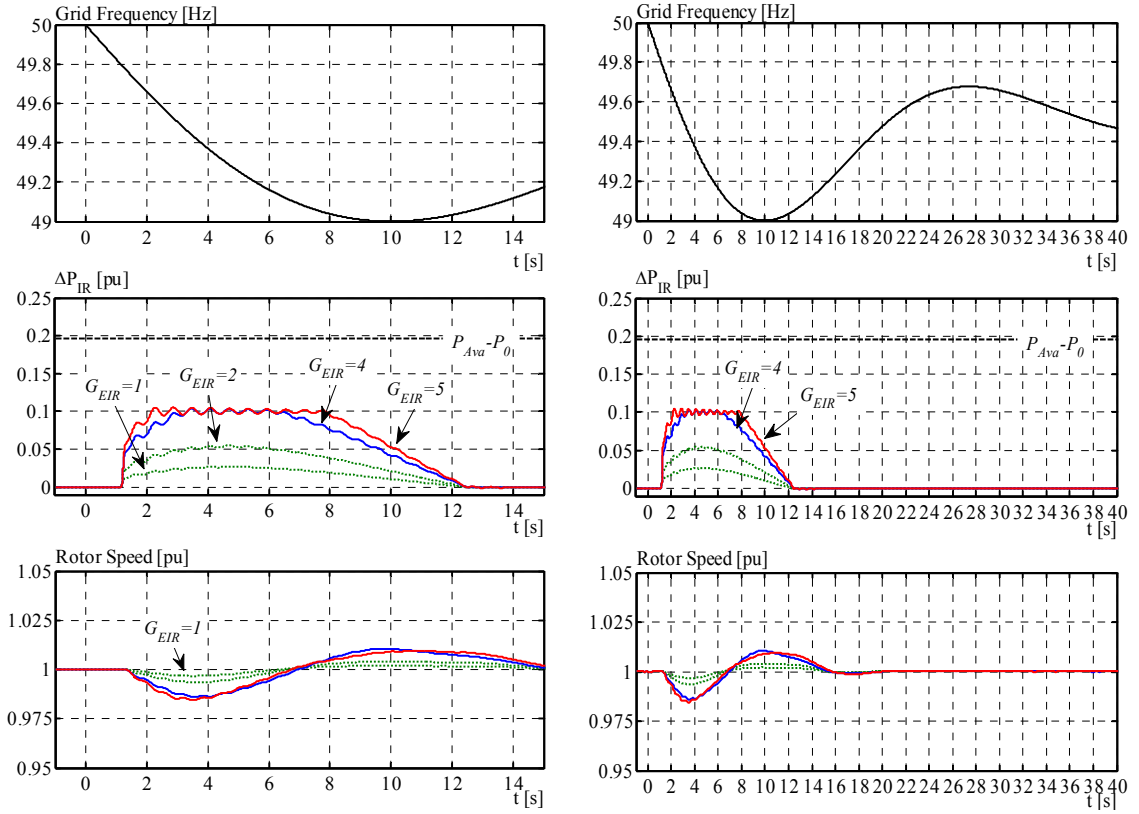 Grid Frequency [Hz]
50
49.8
49.6
49.4
49.2
49
0 2 4 6 8 10 12 14
t [s]
ΔP_IR [pu]
0.25
0.2
0.15
0.1
0.05
0
P_Ava-P_0
G_EIR=1
G_EIR=2
G_EIR=4
G_EIR=5
0 2 4 6 8 10 12 14
t [s]
Rotor Speed [pu]
1.05
1.025
1
0.975
0.95
G_EIR=1
0 2 4 6 8 10 12 14
t [s]
Grid Frequency [Hz]
50
49.8
49.6
49.4
49.2
49
0 2 4 6 8 10 12 14 16 18 20 22 24 26 28 30 32 34 36 38 40
t [s]
ΔP_IR [pu]
0.25
0.2
0.15
0.1
0.05
0
P_Ava-P_0
G_EIR=4
G_EIR=5
0 2 4 6 8 10 12 14 16 18 20 22 24 26 28 30 32 34 36 38 40
t [s]
Rotor Speed [pu]
1.05
1.025
1
0.975
0.95
0 2 4 6 8 10 12 14 16 18 20 22 24 26 28 30 32 34 36 38 40
t [s]